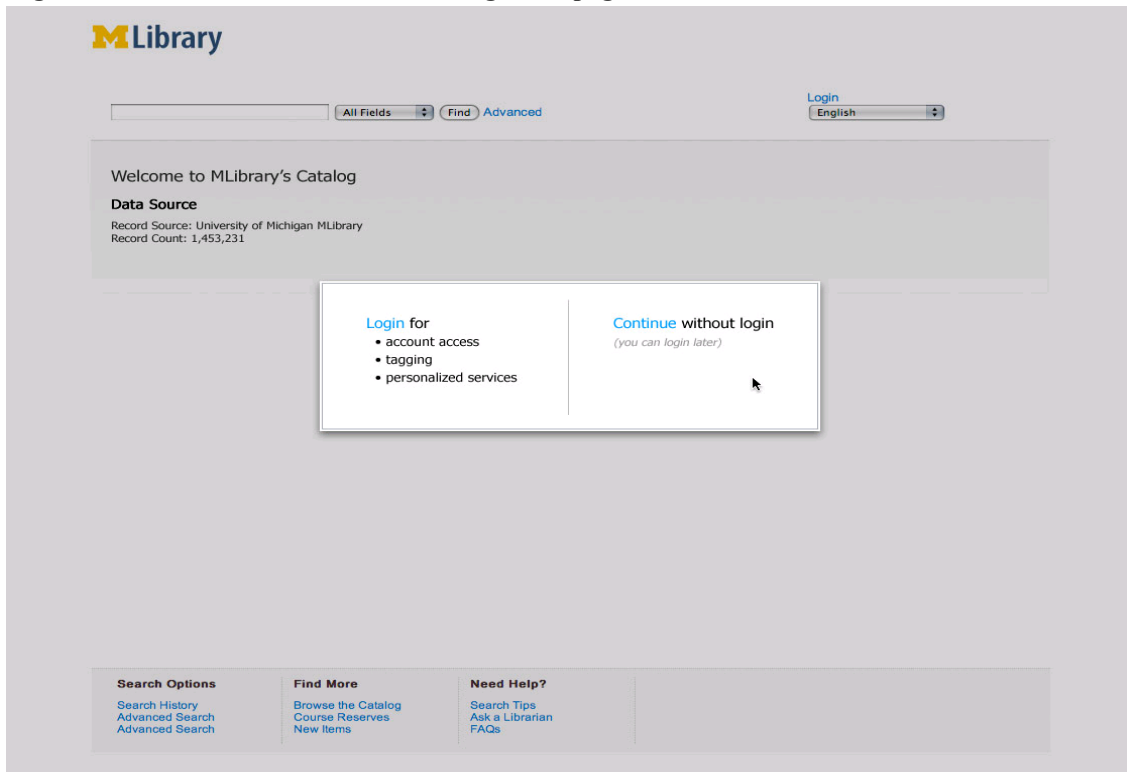 MLibrary
Login
All Fields Find Advanced English
Welcome to MLibrary's Catalog
Data Source
Record Source: University of Michigan MLibrary
Record Count: 1,453,231
Login for
• account access
• tagging
• personalized services
Continue without login
(you can login later)
Search Options
Search History
Advanced Search
Advanced Search
Find More
Browse the Catalog
Course Reserves
New Items
Need Help?
Search Tips
Ask a Librarian
FAQs